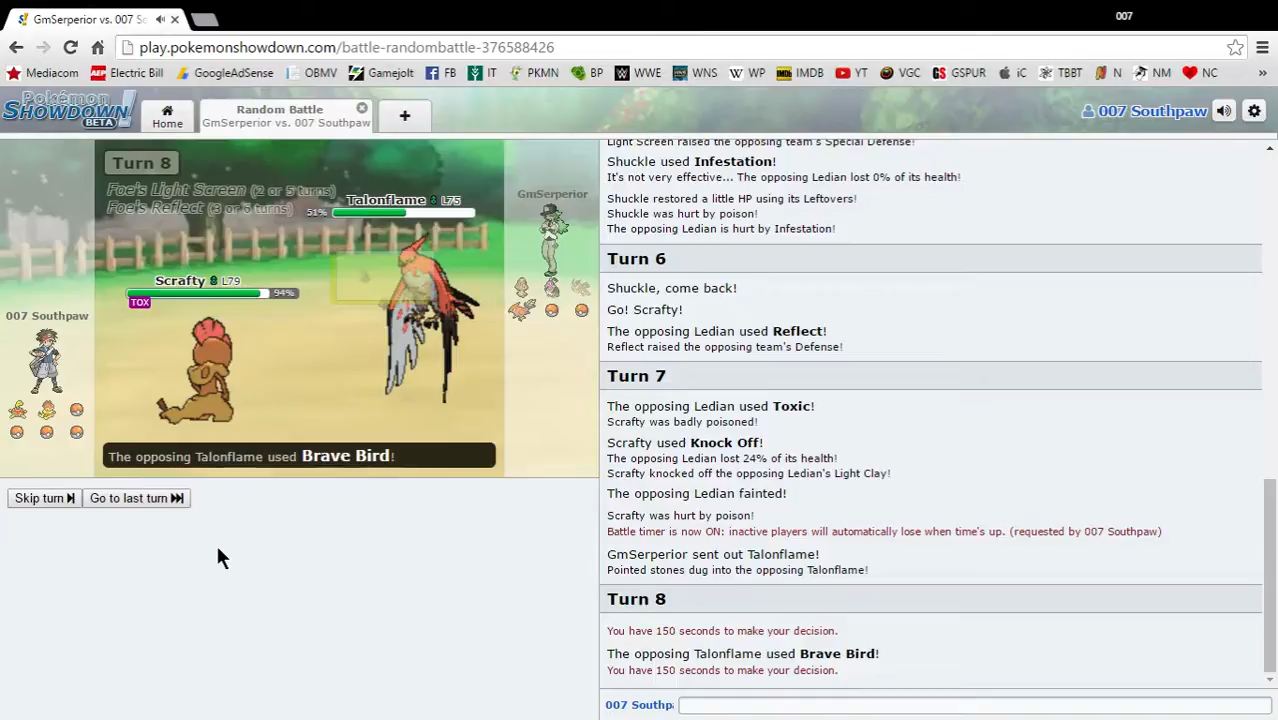 GmSerperior vs. 007 So
007
play.pokemonshowdown.com/battle-randombattle-376588426
Mediacom
AEP Electric Bill
GoogleAdSense
OBMV
Gamejolt
FB
IT
PKMN
BP
WWE
WNS
W WP
IMDB IMDB
YT
VGC
GS GSPUR
iC
TBBT
N
NM
NC
»
Pokémon
Showdown
BETA
Home
Random Battle
GmSerperior vs. 007 Southpaw
+
007 Southpaw
Turn 8
Foe's Light Screen (2 or 5 turns)
Foe's Reflect (3 or 6 turns)
Talonflame L75
51%
Scrafty L79
94%
TOX
GmSerperior
007 Southpaw
The opposing Talonflame used Brave Bird!
Skip turn
Go to last turn
Light Screen raised the opposing team's Special Defense!
Shuckle used Infestation!
It's not very effective... The opposing Ledian lost 0% of its health!
Shuckle restored a little HP using its Leftovers!
Shuckle was hurt by poison!
The opposing Ledian is hurt by Infestation!
Turn 6
Shuckle, come back!
Go! Scrafty!
The opposing Ledian used Reflect!
Reflect raised the opposing team's Defense!
Turn 7
The opposing Ledian used Toxic!
Scrafty was badly poisoned!
Scrafty used Knock Off!
The opposing Ledian lost 24% of its health!
Scrafty knocked off the opposing Ledian's Light Clay!
The opposing Ledian fainted!
Scrafty was hurt by poison!
Battle timer is now ON: inactive players will automatically lose when time's up. (requested by 007 Southpaw)
GmSerperior sent out Talonflame!
Pointed stones dug into the opposing Talonflame!
Turn 8
You have 150 seconds to make your decision.
The opposing Talonflame used Brave Bird!
You have 150 seconds to make your decision.
007 Southpa